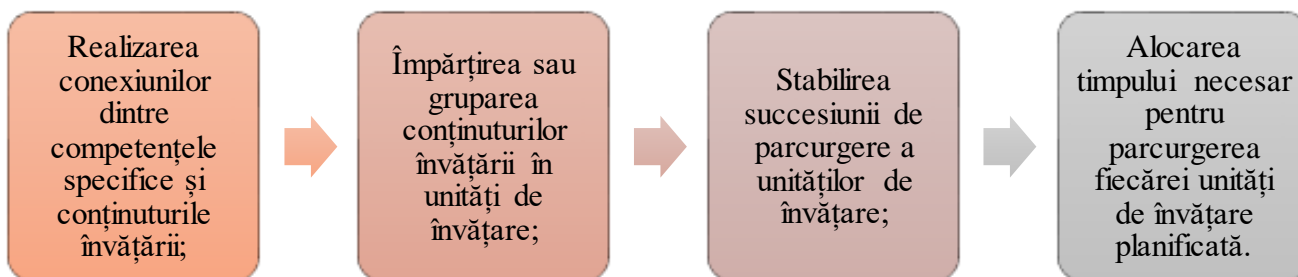 Realizarea
conexiunilor
dintre
competențele
specifice și
conținuturile
învățării;
Împărțirea sau
gruparea
conținuturilor
învățării în
unități de
învățare;
Stabilirea
succesiunii de
parcurgere a
unităților de
învățare;
Alocarea
timpului necesar
pentru
parcurgerea
fiecărei unități
de învățare
planificată.